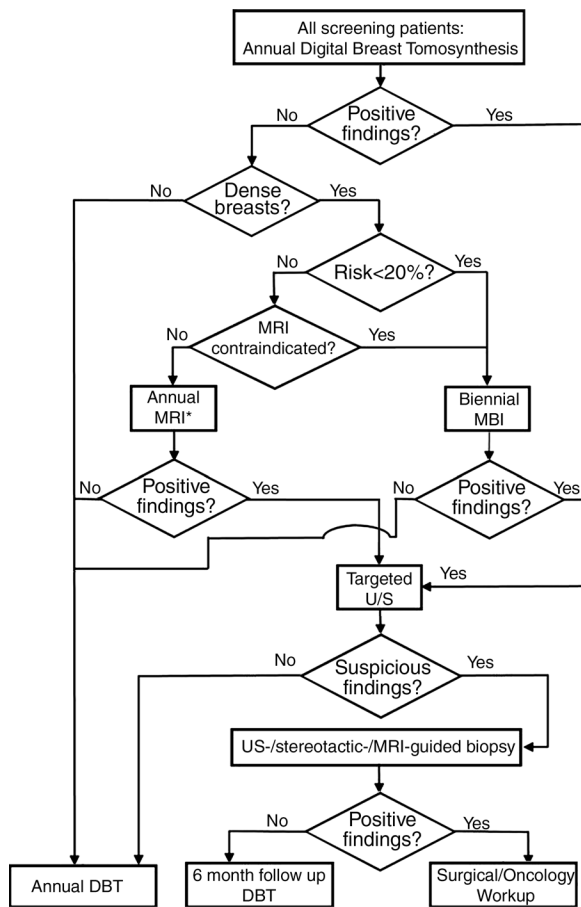 All screening patients:
Annual Digital Breast Tomosynthesis
No
Positive
findings?
Yes
No
Dense
breasts?
Yes
No
Risk<20%?
Yes
No
MRI
contraindicated?
Yes
Annual
MRI*
Biennial
MBI
No
Positive
findings?
Yes
No
Positive
findings?
Targeted
U/S
Yes
No
Suspicious
findings?
Yes
US-/stereotactic-/MRI-guided biopsy
No
Positive
findings?
Yes
Annual DBT
6 month follow up
DBT
Surgical/Oncology
Workup